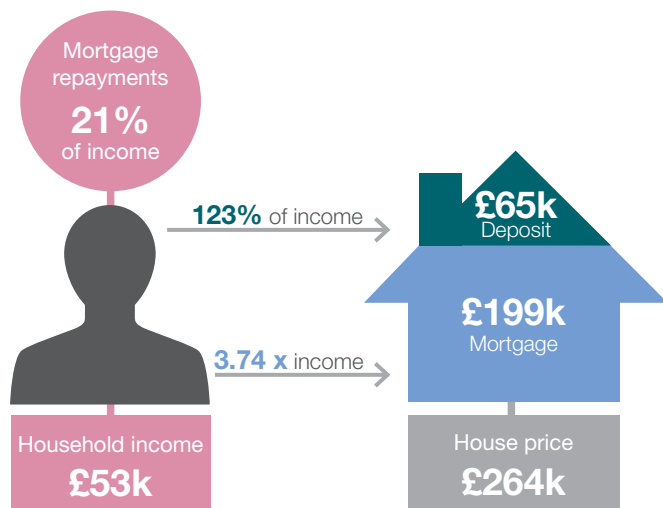 Mortgage
repayments
21%
of income
123% of income
£65k
Deposit
£199k
Mortgage
3.74 x income
Household income
£53k
House price
£264k